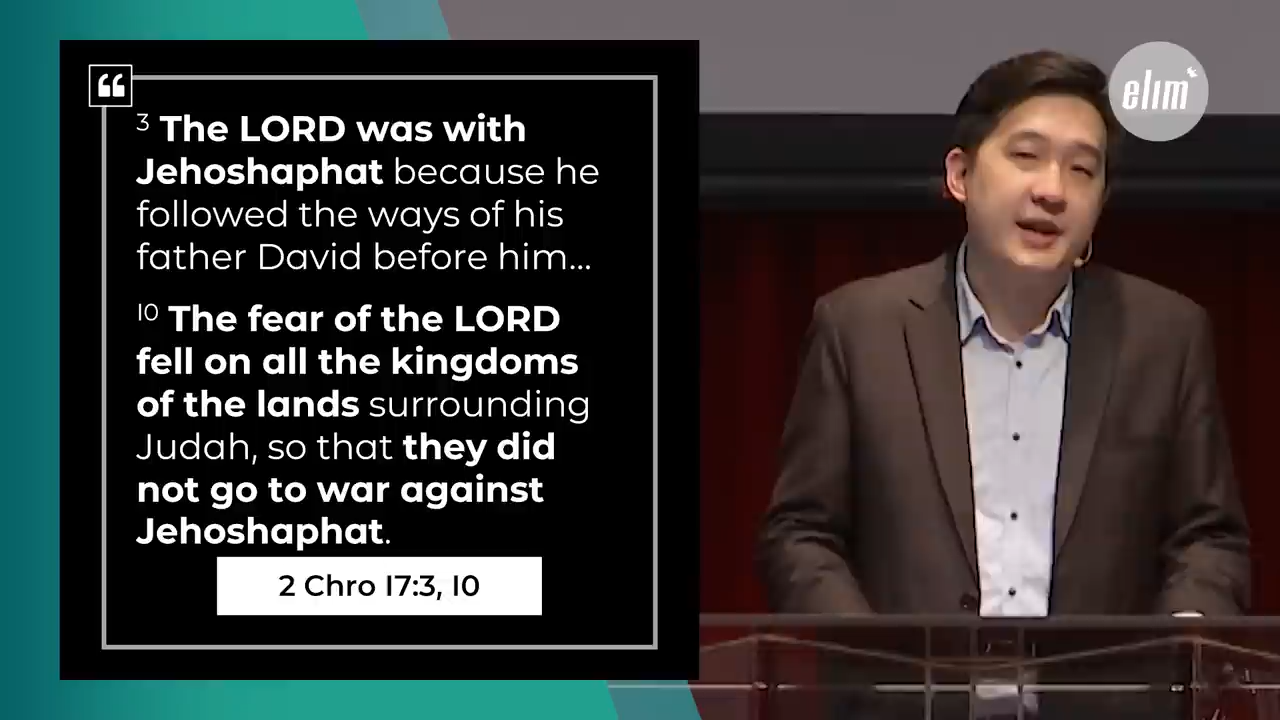 3 The LORD was with
Jehoshaphat because he
followed the ways of his
father David before him...
10 The fear of the LORD
fell on all the kingdoms
of the lands surrounding
Judah, so that they did
not go to war against
Jehoshaphat.
2 Chro 17:3, 10
elim